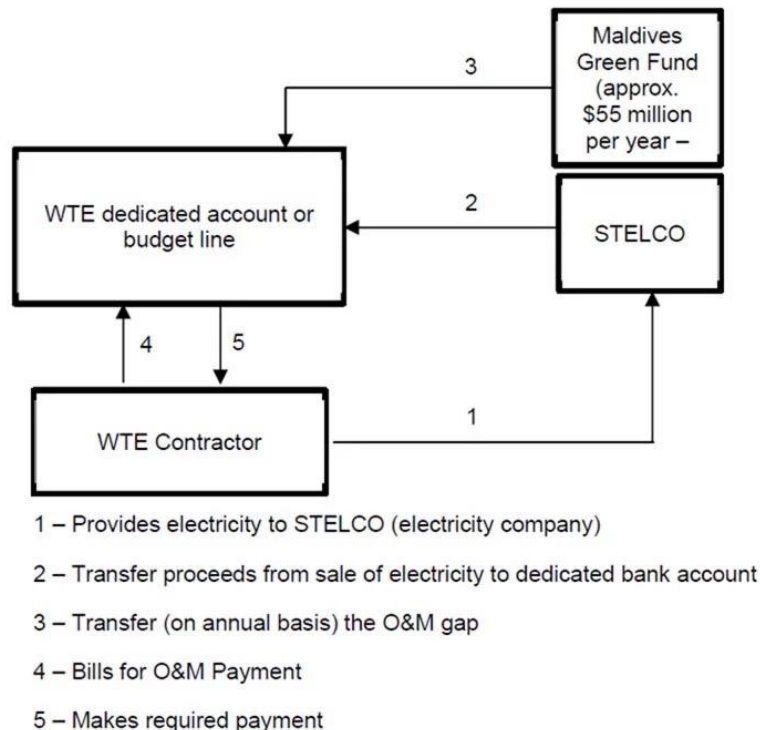 Maldives
Green Fund
(approx.
$55 million
per year –
3
WTE dedicated account or
budget line
2
STELCO
4
5
WTE Contractor
1
1 – Provides electricity to STELCO (electricity company)
2 – Transfer proceeds from sale of electricity to dedicated bank account
3 – Transfer (on annual basis) the O&M gap
4 – Bills for O&M Payment
5 – Makes required payment